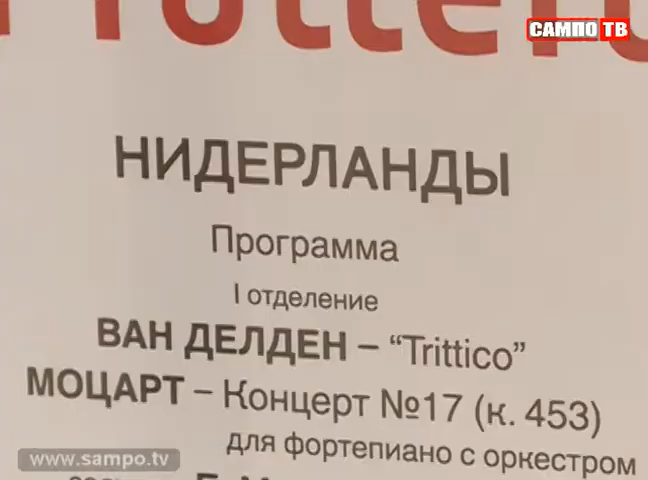 САМПО ТВ
НИДЕРЛАНДЫ
Программа
I отделение
ВАН ДЕЛДЕН – “Trittico”
МОЦАРТ – Концерт №17 (к. 453)
для фортепиано с оркестром
www.sampo.tv